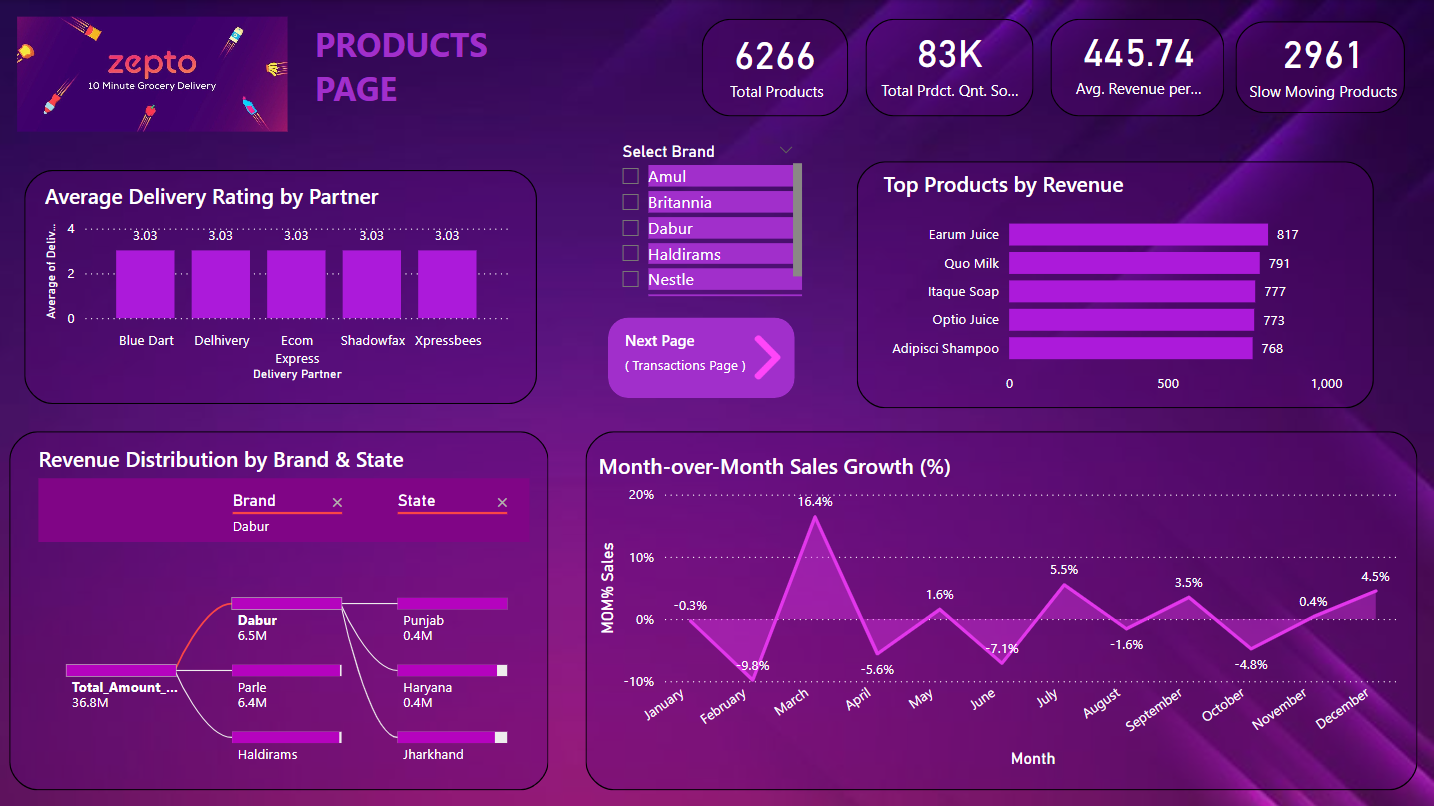 zepto
10 Minute Grocery Delivery
PRODUCTS
PAGE
6266
Total Products
83K
Total Prdct. Qnt. So...
445.74
Avg. Revenue per...
2961
Slow Moving Products
Average Delivery Rating by Partner
Average of Deliv...
4
2
0
3.03
3.03
3.03
3.03
3.03
Blue Dart
Delhivery
Ecom
Express
Shadowfax
Xpressbees
Delivery Partner
Select Brand
Amul
Britannia
Dabur
Haldirams
Nestle
Next Page
( Transactions Page )
Top Products by Revenue
Earum Juice 817
Quo Milk 791
Itaque Soap 777
Optio Juice 773
Adipisci Shampoo 768
0 500 1,000
Revenue Distribution by Brand & State
Brand
Dabur
State
Total_Amount_...
36.8M
Dabur
6.5M
Parle
6.4M
Haldirams
Punjab
0.4M
Haryana
0.4M
Jharkhand
Month-over-Month Sales Growth (%)
MOM% Sales
20%
10%
0%
-10%
-0.3%
-9.8%
16.4%
-5.6%
1.6%
-7.1%
5.5%
-1.6%
3.5%
-4.8%
0.4%
4.5%
January
February
March
April
May
June
July
August
September
October
November
December
Month